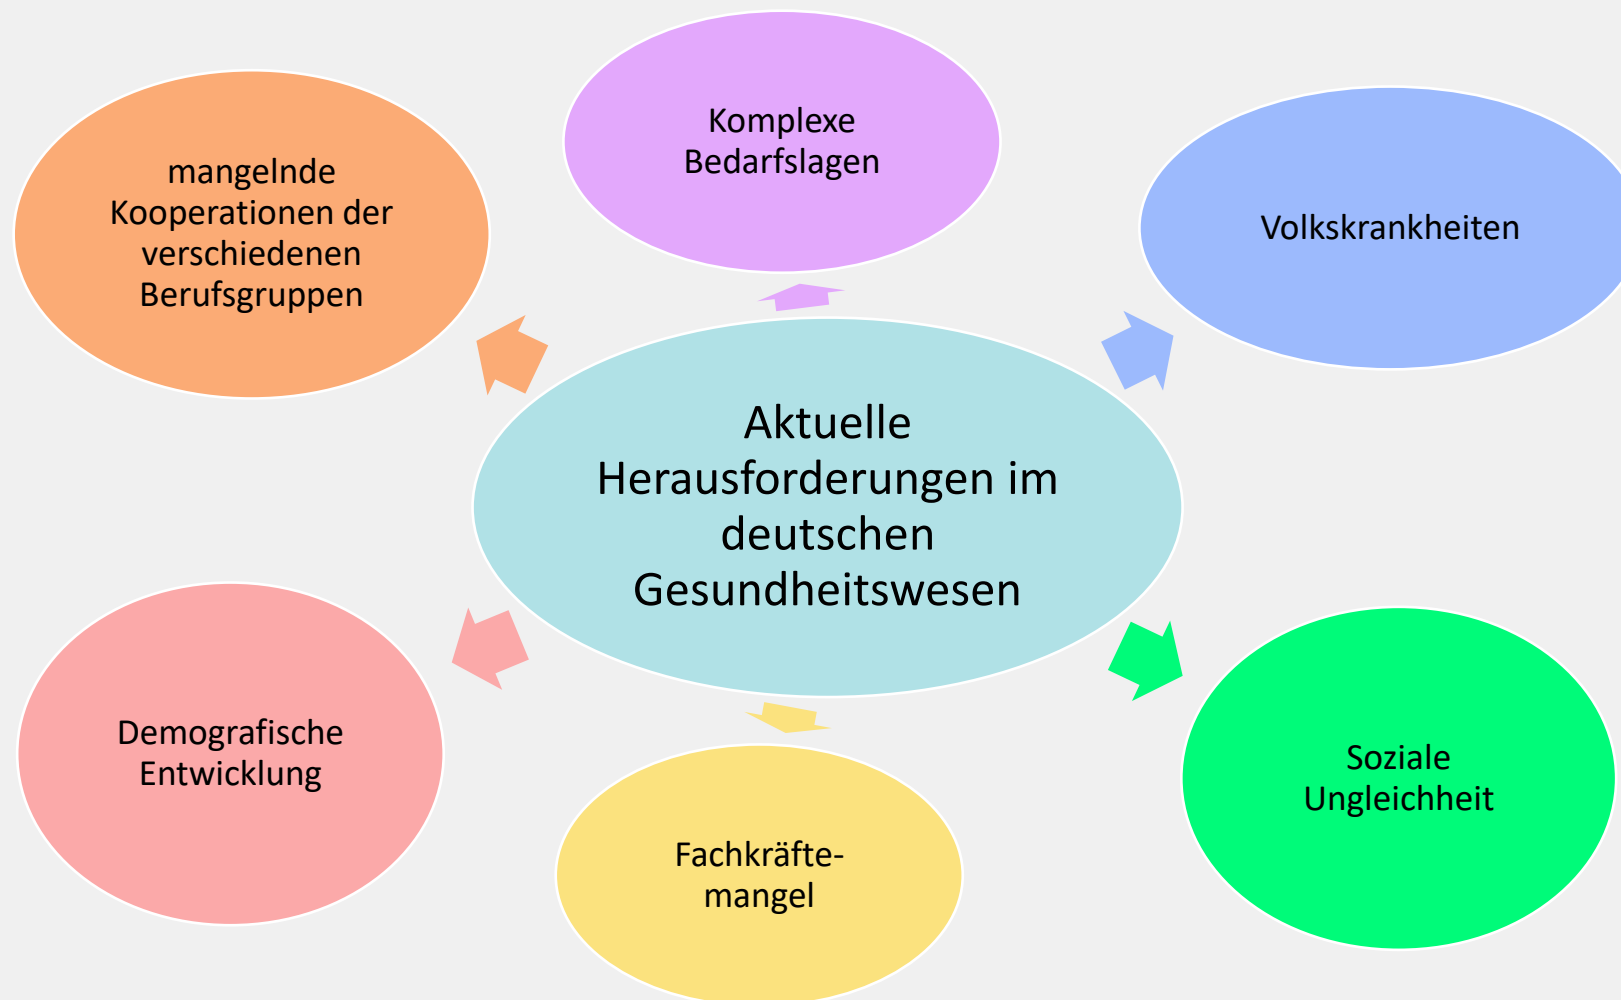 Komplexe
Bedarfslagen
mangelnde
Kooperationen der
verschiedenen
Berufsgruppen
Volkskrankheiten
Aktuelle
Herausforderungen im
deutschen
Gesundheitswesen
Demografische
Entwicklung
Soziale
Ungleichheit
Fachkräfte-
mangel